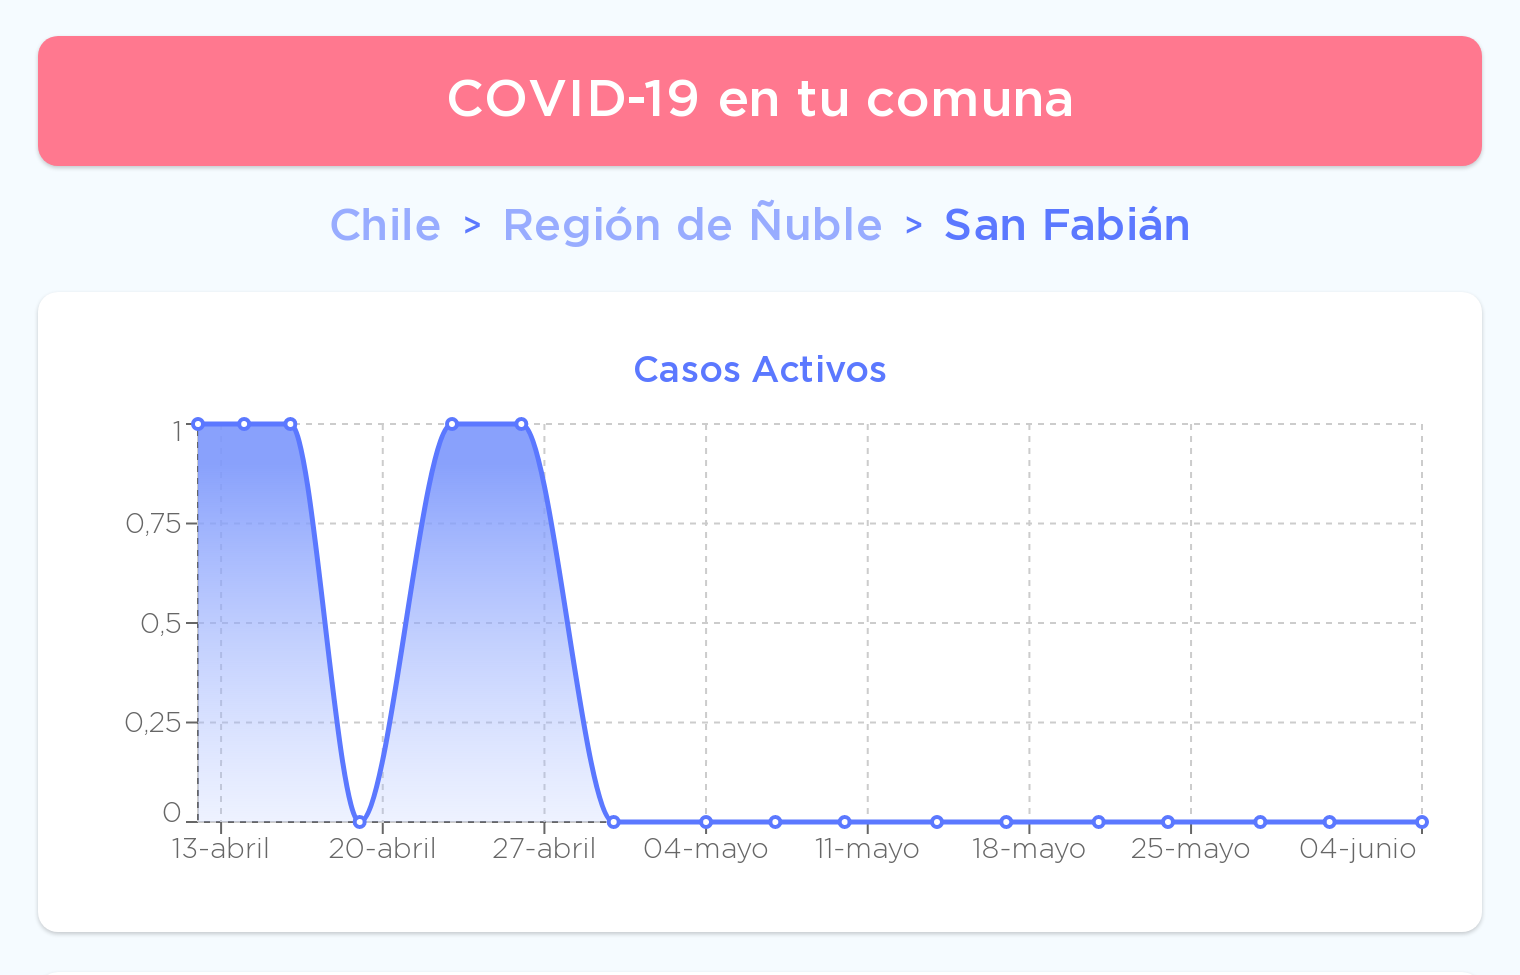 COVID-19 en tu comuna
Chile > Región de Ñuble > San Fabián
Casos Activos
1
0,75
0,5
0,25
0
13-abril 20-abril 27-abril 04-mayo 11-mayo 18-mayo 25-mayo 04-junio